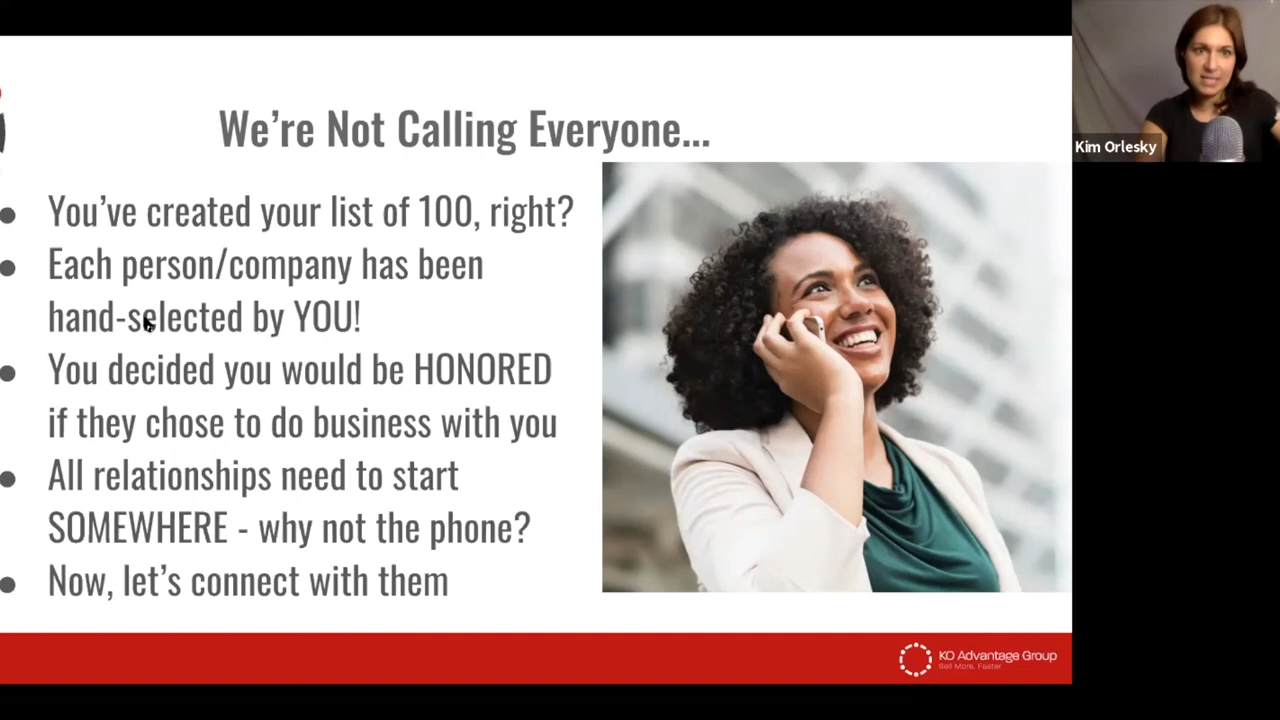 We're Not Calling Everyone...
● You've created your list of 100, right?
● Each person/company has been
hand-selected by YOU!
● You decided you would be HONORED
if they chose to do business with you
● All relationships need to start
SOMEWHERE - why not the phone?
● Now, let's connect with them
Kim Orlesky
KO Advantage Group
Sell More, Faster